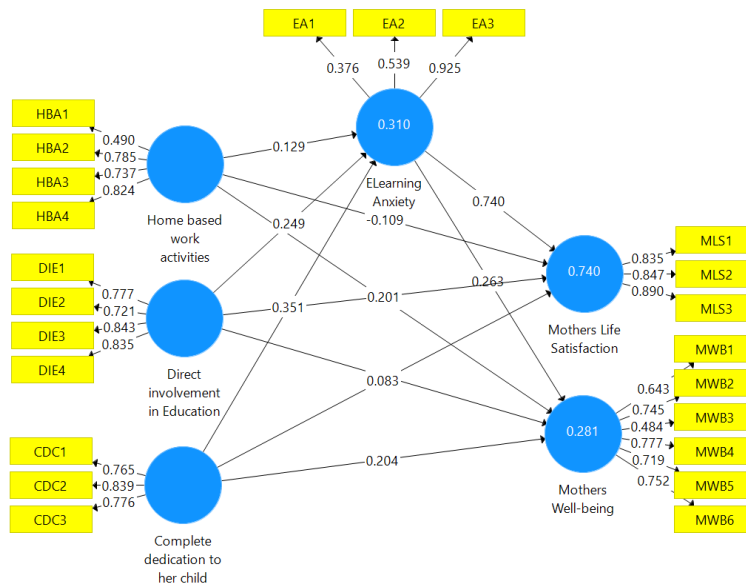 EA1
EA2
EA3
0.376
0.539
0.925
0.310
ELearning
Anxiety
HBA1
HBA2
HBA3
HBA4
0.490
0.785
0.737
0.824
Home based
work
activities
0.129
0.249
-0.109
0.740
0.351
0.201
0.263
0.083
0.204
DIE1
DIE2
DIE3
DIE4
0.777
0.721
0.843
0.835
Direct
involvement
in Education
CDC1
CDC2
CDC3
0.765
0.839
0.776
Complete
dedication to
her child
0.740
Mothers Life
Satisfaction
0.835
0.847
0.890
MLS1
MLS2
MLS3
0.281
Mothers
Well-being
0.643
0.745
0.484
0.777
0.719
0.752
MWB1
MWB2
MWB3
MWB4
MWB5
MWB6